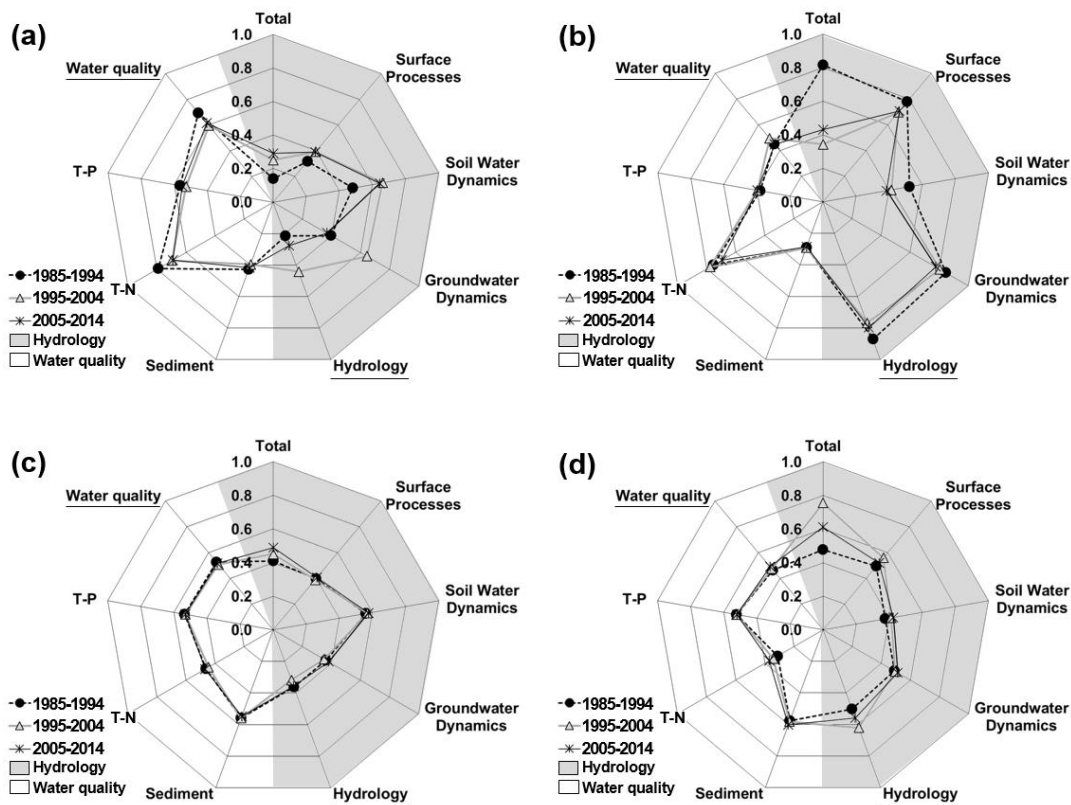 (a)
Total
1.0
0.8
0.6
0.4
0.2
0.0
Surface
Processes
Soil Water
Dynamics
Groundwater
Dynamics
Hydrology
Sediment
T-N
T-P
Water quality
1985-1994
1995-2004
2005-2014
Hydrology
Water quality
(b)
Total
1.0
0.8
0.6
0.4
0.2
0.0
Surface
Processes
Soil Water
Dynamics
Groundwater
Dynamics
Hydrology
Sediment
T-N
T-P
Water quality
1985-1994
1995-2004
2005-2014
Hydrology
Water quality
(c)
Total
1.0
0.8
0.6
0.4
0.2
0.0
Surface
Processes
Soil Water
Dynamics
Groundwater
Dynamics
Hydrology
Sediment
T-N
T-P
Water quality
1985-1994
1995-2004
2005-2014
Hydrology
Water quality
(d)
Total
1.0
0.8
0.6
0.4
0.2
0.0
Surface
Processes
Soil Water
Dynamics
Groundwater
Dynamics
Hydrology
Sediment
T-N
T-P
Water quality
1985-1994
1995-2004
2005-2014
Hydrology
Water quality